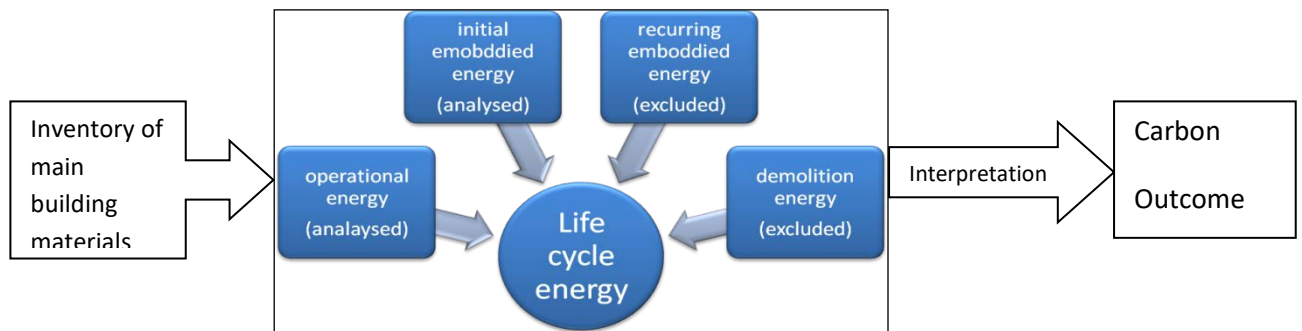 Inventory of
main
building
materials
operational
energy
(analaysed)
initial
emobddied
energy
(analysed)
recurring
emboddied
energy
(excluded)
demolition
energy
(excluded)
Life
cycle
energy
Interpretation
Carbon
Outcome